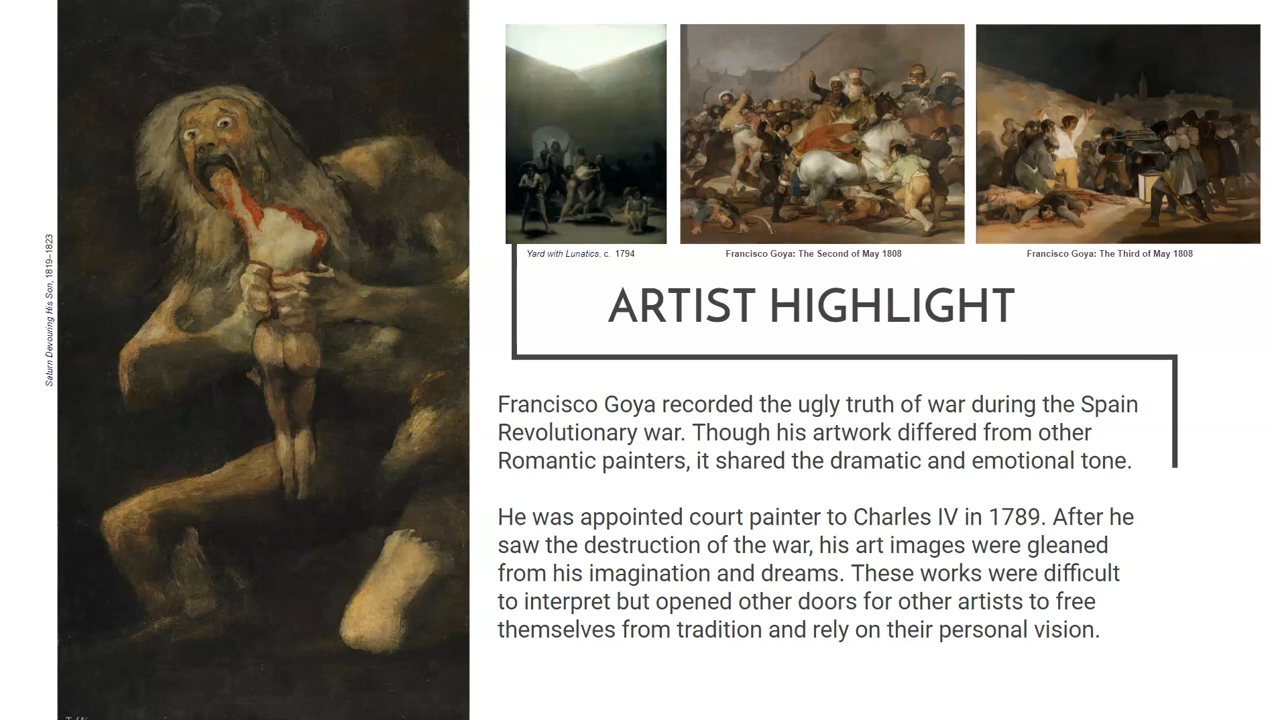 Saturn Devouring His Son, 1819–1823
Yard with Lunatics, c. 1794
Francisco Goya: The Second of May 1808
Francisco Goya: The Third of May 1808
ARTIST HIGHLIGHT
Francisco Goya recorded the ugly truth of war during the Spain
Revolutionary war. Though his artwork differed from other
Romantic painters, it shared the dramatic and emotional tone.
He was appointed court painter to Charles IV in 1789. After he
saw the destruction of the war, his art images were gleaned
from his imagination and dreams. These works were difficult
to interpret but opened other doors for other artists to free
themselves from tradition and rely on their personal vision.